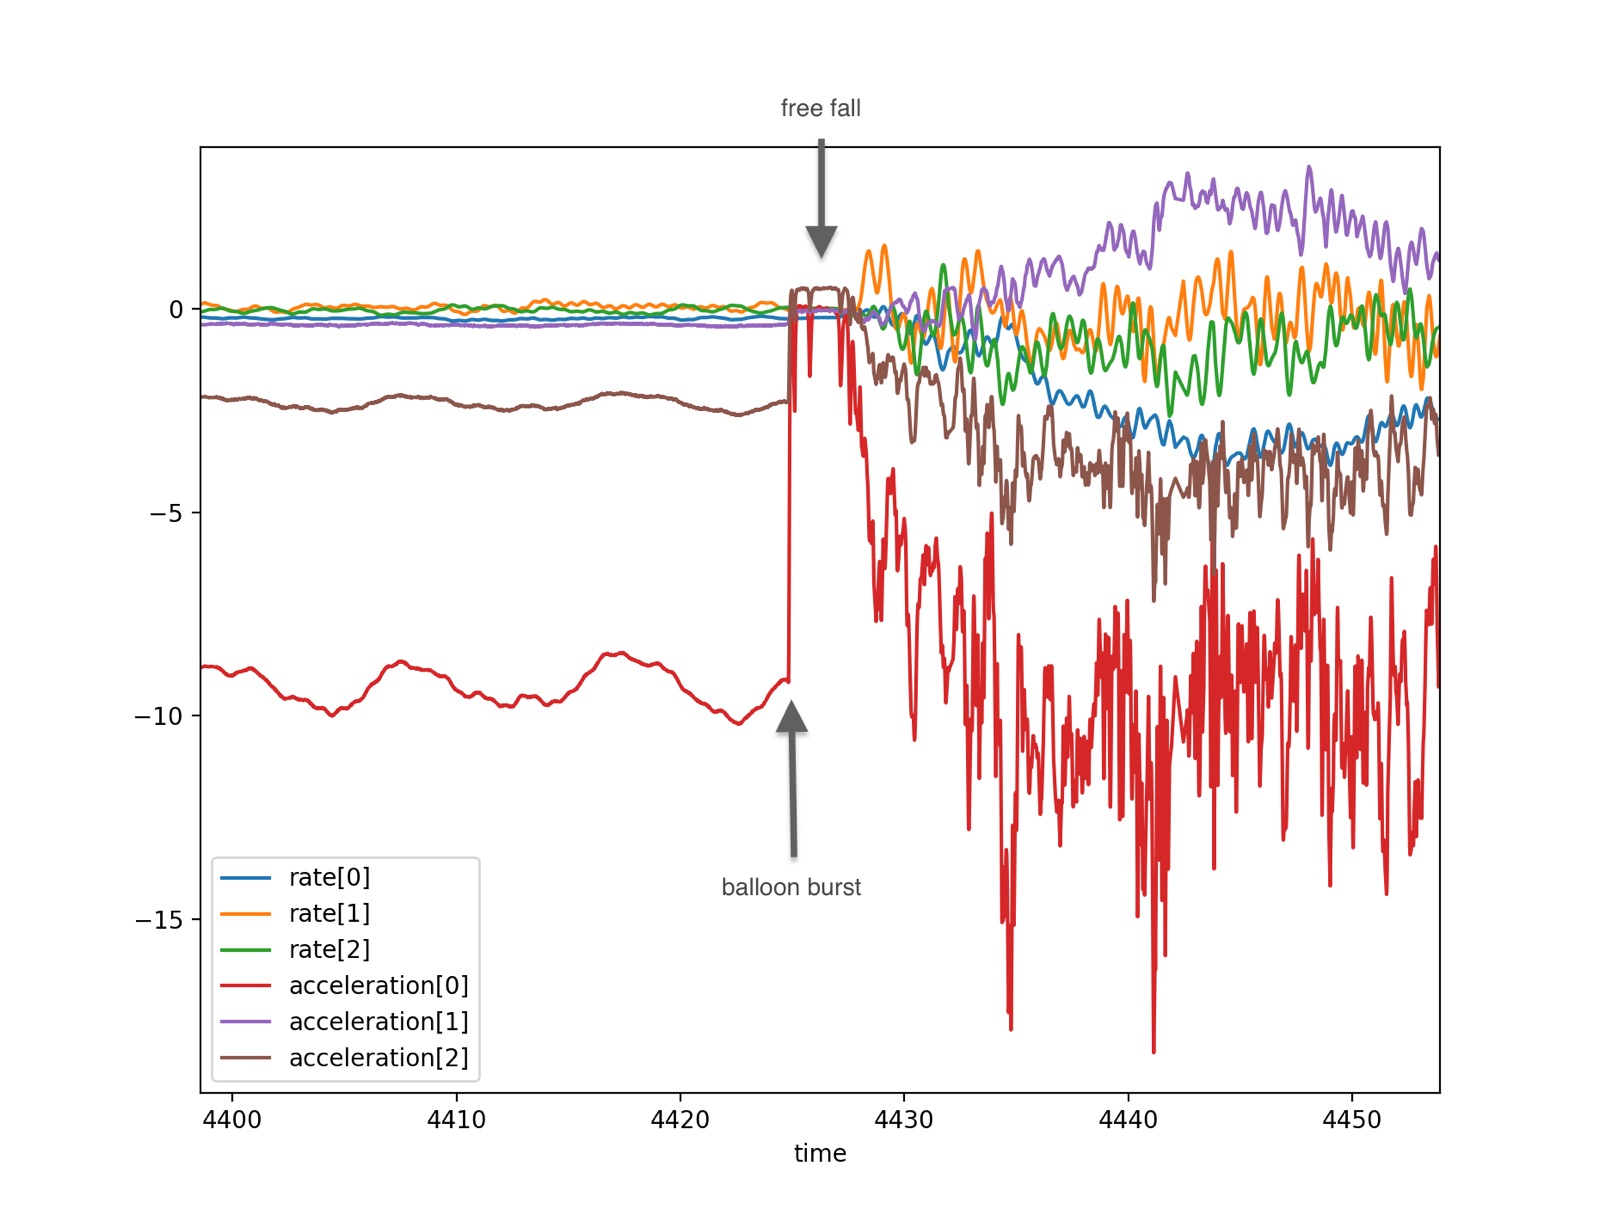 free fall
0
−5
−10
−15
balloon burst
rate[0]
rate[1]
rate[2]
acceleration[0]
acceleration[1]
acceleration[2]
4400 4410 4420 4430 4440 4450
time